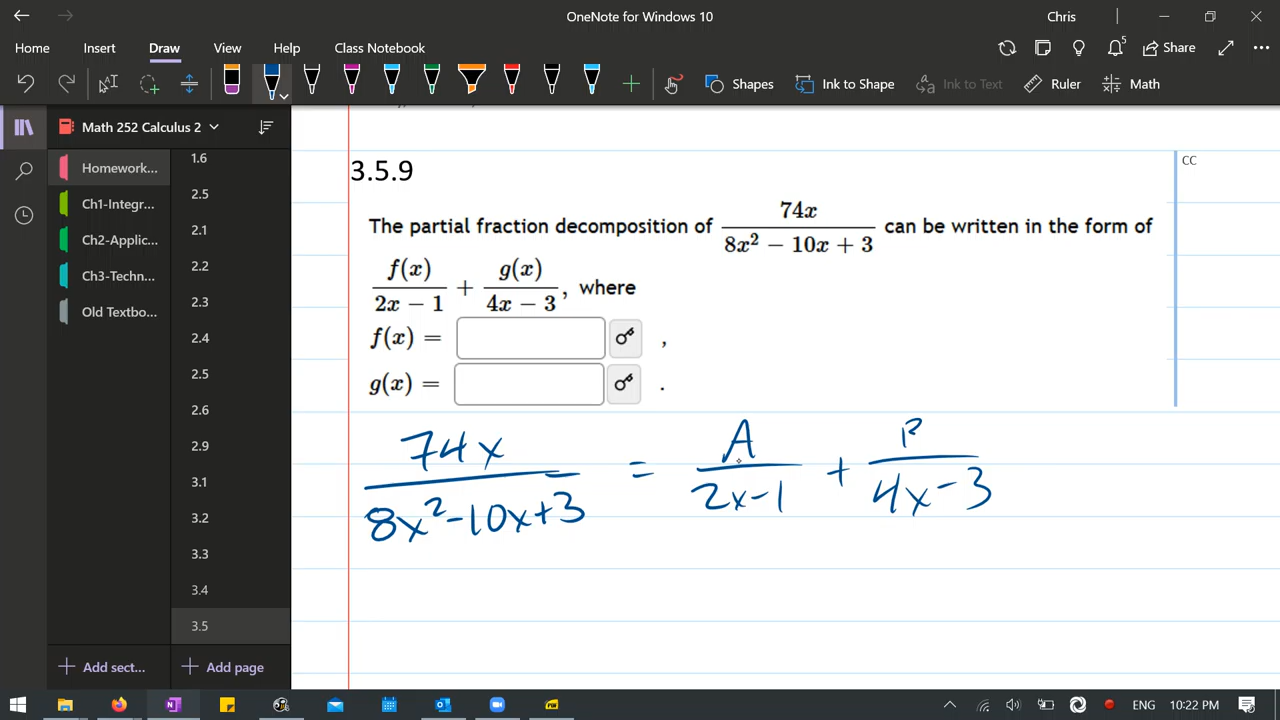 OneNote for Windows 10
Chris
Home Insert Draw View Help Class Notebook
5
Share
Shapes Ink to Shape Ink to Text Ruler Math
Math 252 Calculus 2
Homework...
Ch1-Integr...
Ch2-Applic...
Ch3-Techn...
Old Textbo...
1.6
2.5
2.1
2.2
2.3
2.4
2.5
2.6
2.9
3.1
3.2
3.3
3.4
3.5
Add sect...
Add page
3.5.9
CC
The partial fraction decomposition of 74x / (8x² − 10x + 3) can be written in the form of
f(x) / (2x − 1) + g(x) / (4x − 3), where
f(x) = ,
g(x) = .
74x / (8x² - 10x + 3) = A / (2x - 1) + B / (4x - 3)
ENG 10:22 PM